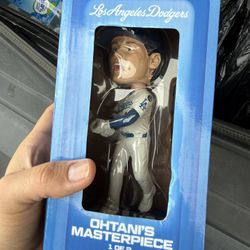 Los Angeles Dodgers
OHTANI'S
MASTERPIECE
1 OF 2